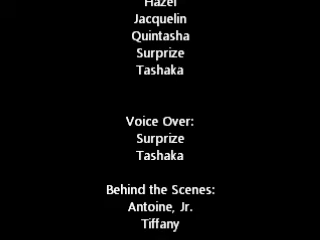 Hazel
Jacquelin
Quintasha
Surprize
Tashaka
Voice Over:
Surprize
Tashaka
Behind the Scenes:
Antoine, Jr.
Tiffany